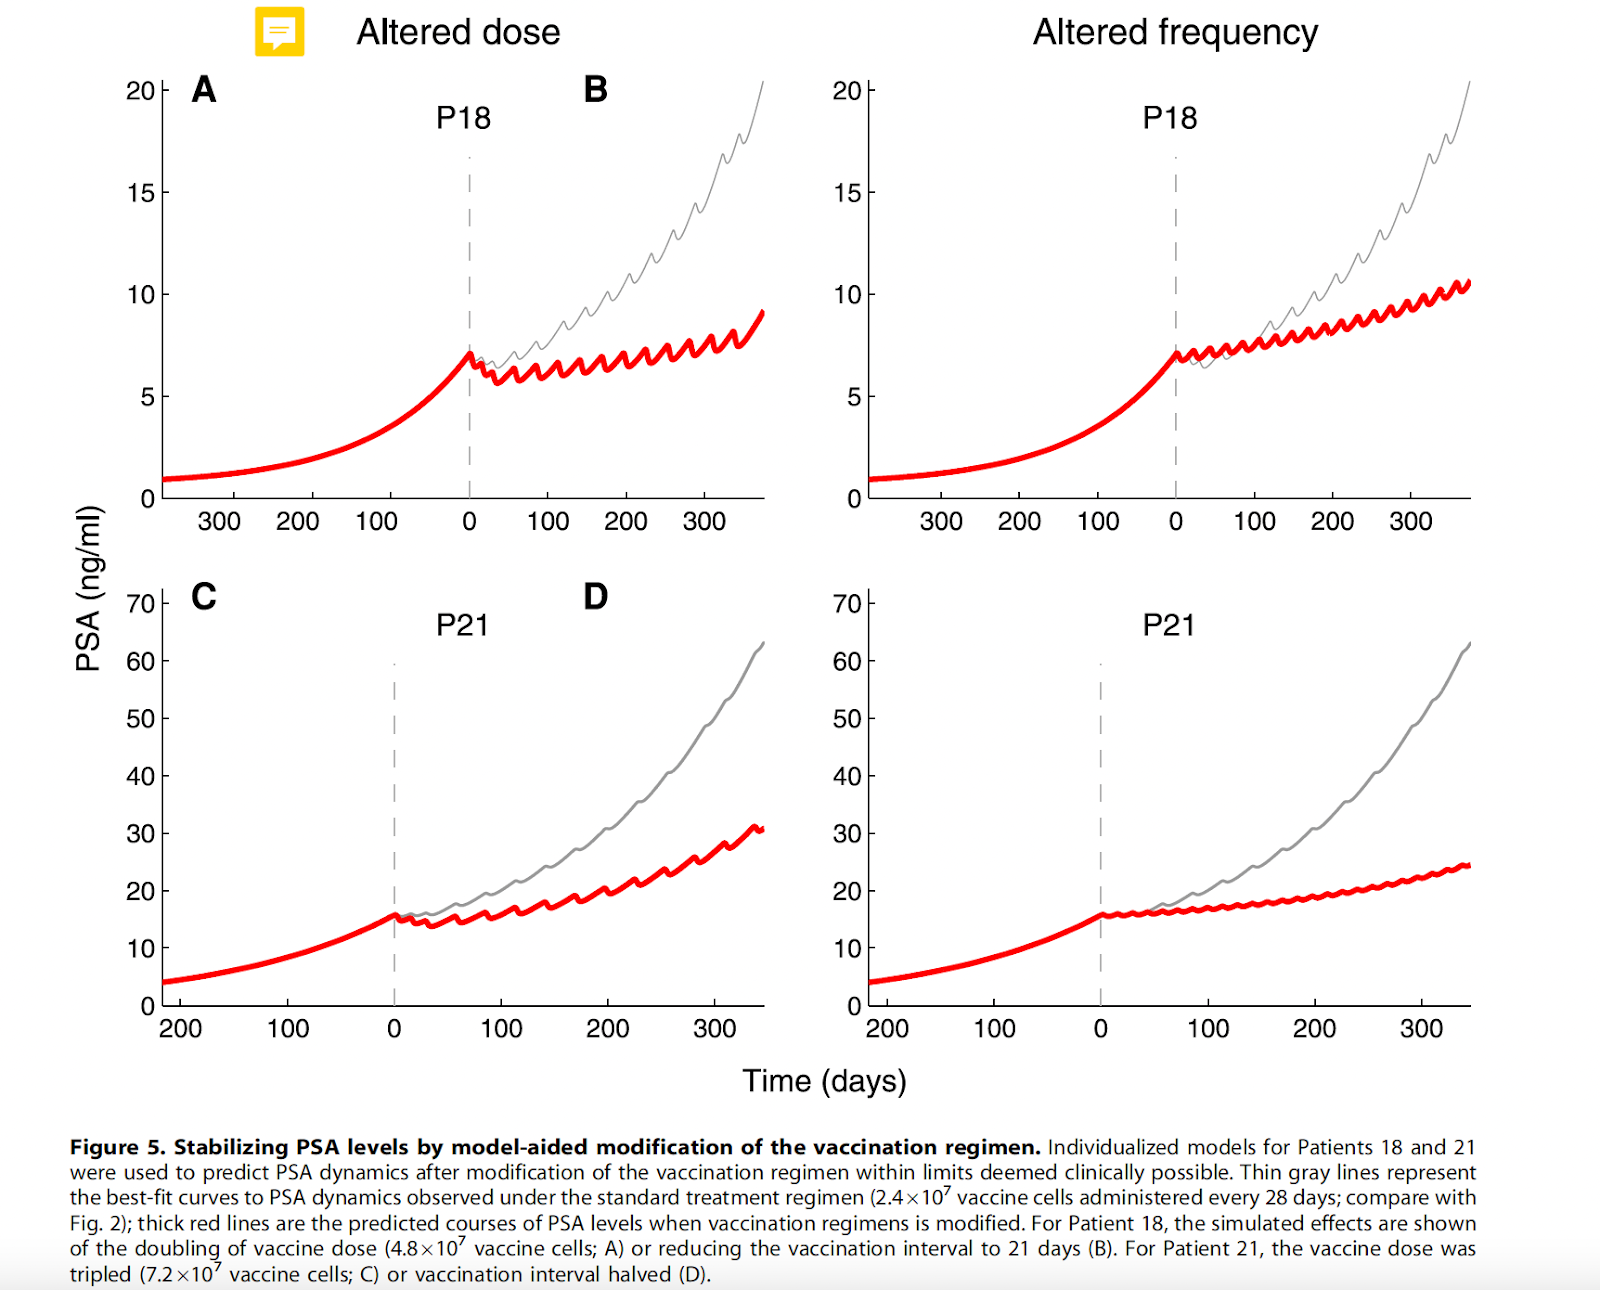 Altered dose
Altered frequency
A
P18
B
P18
20
15
10
5
0
300 200 100 0 100 200 300
20
15
10
5
0
300 200 100 0 100 200 300
PSA (ng/ml)
C
P21
D
P21
70
60
50
40
30
20
10
0
200 100 0 100 200 300
70
60
50
40
30
20
10
0
200 100 0 100 200 300
Time (days)
Figure 5. Stabilizing PSA levels by model-aided modification of the vaccination regimen. Individualized models for Patients 18 and 21
were used to predict PSA dynamics after modification of the vaccination regimen within limits deemed clinically possible. Thin gray lines represent
the best-fit curves to PSA dynamics observed under the standard treatment regimen (2.4×10⁷ vaccine cells administered every 28 days; compare with
Fig. 2); thick red lines are the predicted courses of PSA levels when vaccination regimens is modified. For Patient 18, the simulated effects are shown
of the doubling of vaccine dose (4.8×10⁷ vaccine cells; A) or reducing the vaccination interval to 21 days (B). For Patient 21, the vaccine dose was
tripled (7.2×10⁷ vaccine cells; C) or vaccination interval halved (D).